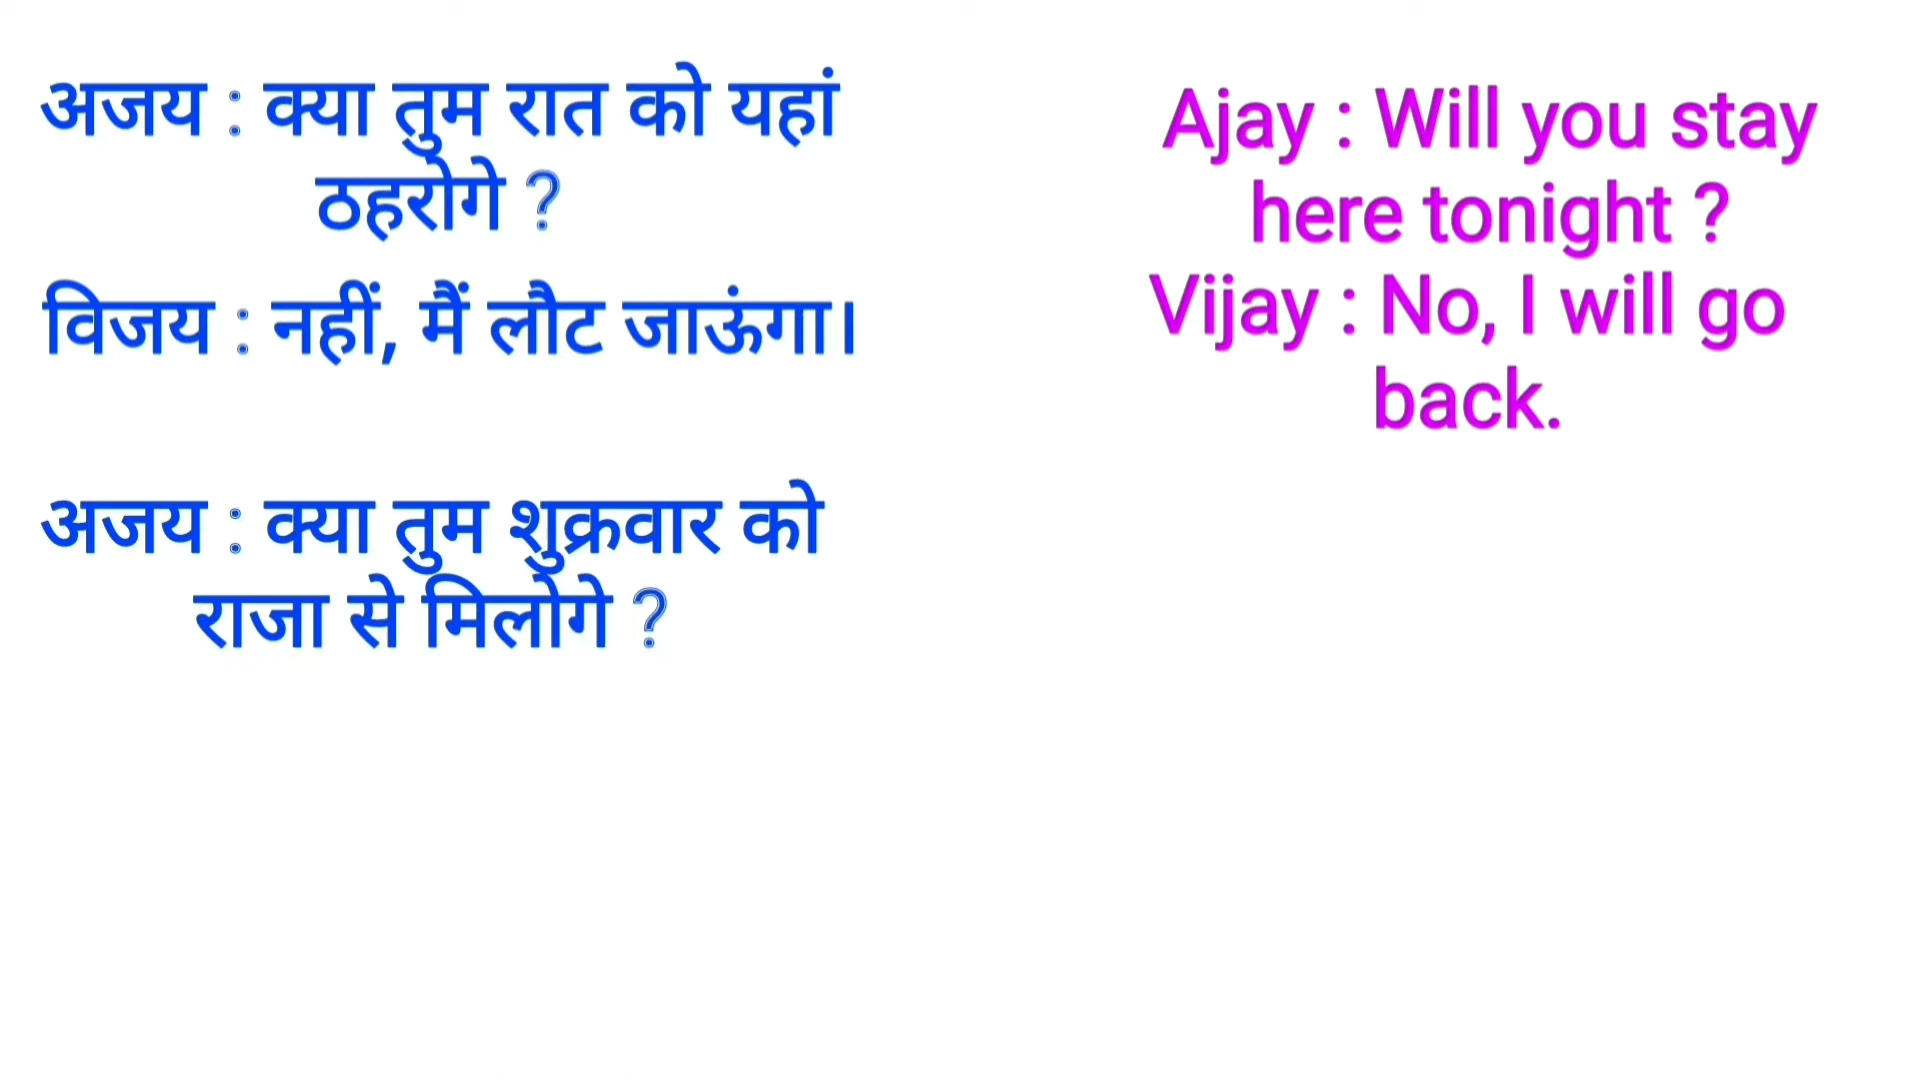 अजय : क्या तुम रात को यहां
ठहरोगे ?
विजय : नहीं, मैं लौट जाऊंगा।
अजय : क्या तुम शुक्रवार को
राजा से मिलोगे ?
Ajay : Will you stay
here tonight ?
Vijay : No, I will go
back.